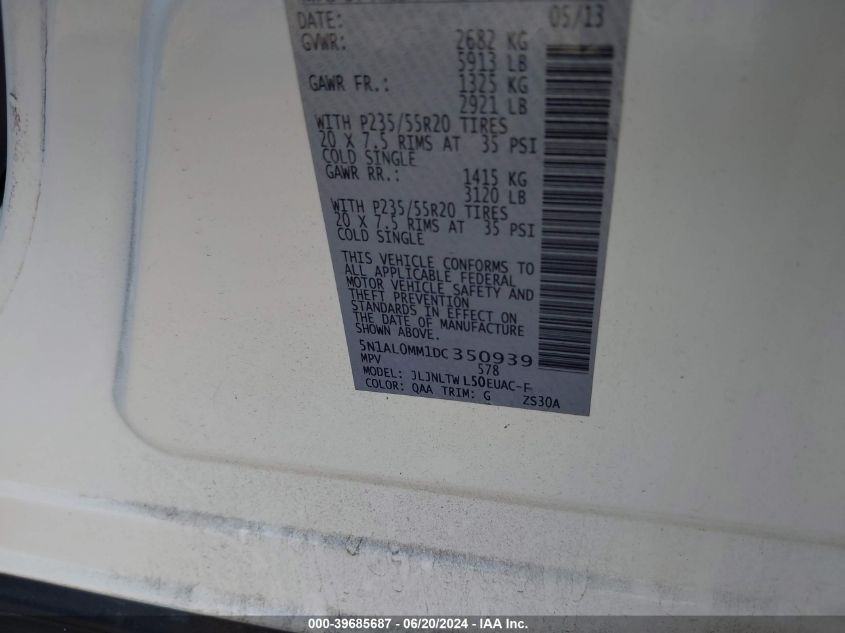 DATE: 05/13
GVWR: 2682 KG
5913 LB
GAWR FR.: 1325 KG
2921 LB
WITH P235/55R20 TIRES
20 X 7.5 RIMS AT 35 PSI
COLD SINGLE
GAWR RR.: 1415 KG
3120 LB
WITH P235/55R20 TIRES
20 X 7.5 RIMS AT 35 PSI
COLD SINGLE
THIS VEHICLE CONFORMS TO
ALL APPLICABLE FEDERAL
MOTOR VEHICLE SAFETY AND
THEFT PREVENTION
STANDARDS IN EFFECT ON
THE DATE OF MANUFACTURE
SHOWN ABOVE.
5N1AL0MM1DC350939
MPV 578
MODEL: JLJNLTWL50EUAC-F
COLOR: QAA TRIM: G ZS30A
000-39685687 - 06/20/2024 - IAA Inc.